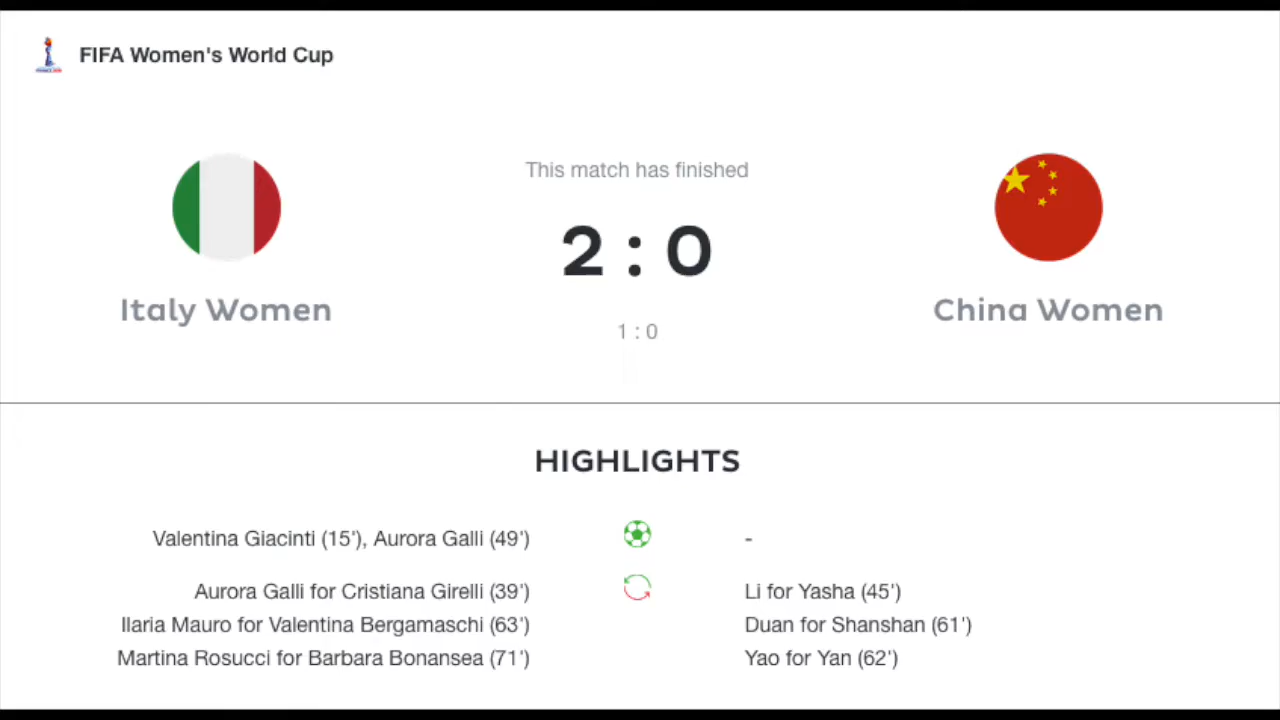 FIFA Women's World Cup
This match has finished
2 : 0
Italy Women
China Women
1 : 0
HIGHLIGHTS
Valentina Giacinti (15'), Aurora Galli (49') -
Aurora Galli for Cristiana Girelli (39') Li for Yasha (45')
Ilaria Mauro for Valentina Bergamaschi (63') Duan for Shanshan (61')
Martina Rosucci for Barbara Bonansea (71') Yao for Yan (62')